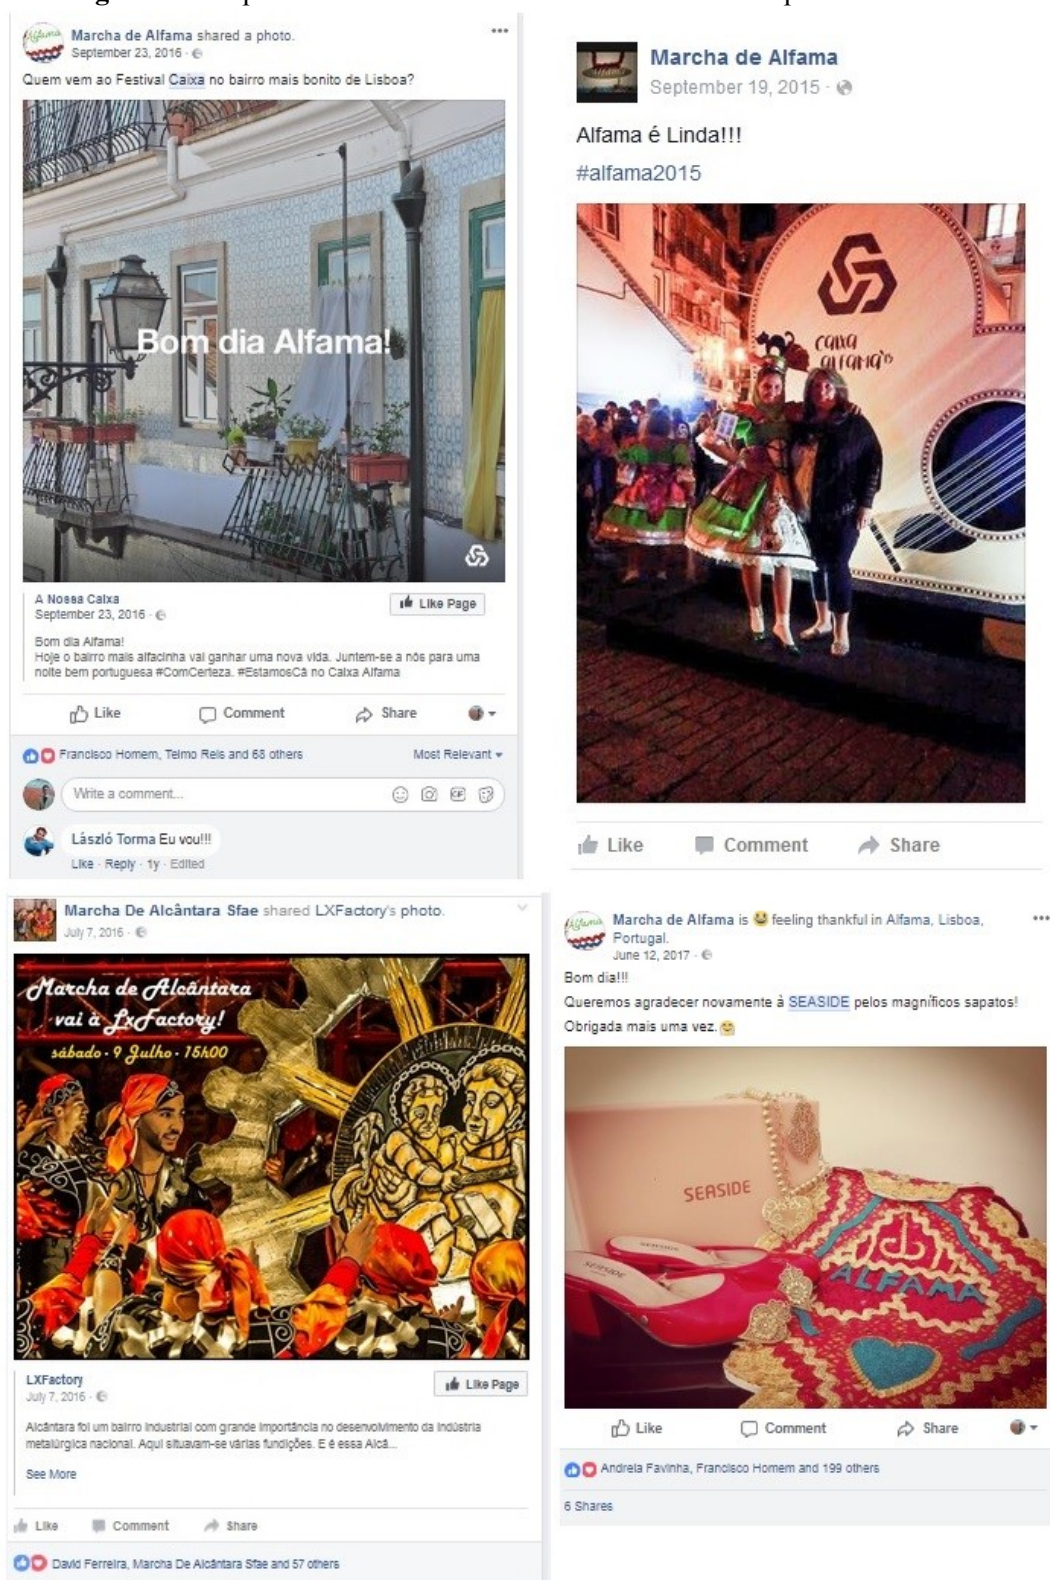 Marcha de Alfama shared a photo.
September 23, 2016
Quem vem ao Festival Caixa no bairro mais bonito de Lisboa?
Bom dia Alfama!
A Nossa Caixa
September 23, 2016
Like Page
Bom dia Alfama!
Hoje o bairro mais alfacinha vai ganhar uma nova vida. Juntem-se a nós para uma
noite bem portuguesa #ComCerteza. #EstamosCá no Caixa Alfama
Like Comment Share
Francisco Homem, Telmo Reis and 68 others Most Relevant
Write a comment... GIF
László Torma Eu vou!!!
Like · Reply · 1y · Edited
Marcha de Alfama
September 19, 2015
Alfama é Linda!!!
#alfama2015
caixa
alfama'15
Like Comment Share
Marcha De Alcântara Sfae shared LXFactory's photo.
July 7, 2016
Marcha de Alcântara
vai à LxFactory!
sábado · 9 Julho · 15h00
LXFactory
July 7, 2016
Like Page
Alcântara foi um bairro industrial com grande importância no desenvolvimento da indústria
metalúrgica nacional. Aqui situavam-se várias fundições. E é essa Alcâ...
See More
Like Comment Share
David Ferreira, Marcha De Alcântara Sfae and 57 others
Marcha de Alfama is feeling thankful in Alfama, Lisboa,
Portugal.
June 12, 2017
Bom dia!!!
Queremos agradecer novamente à SEASIDE pelos magníficos sapatos!
Obrigada mais uma vez.
SEASIDE
SEASIDE
SEASIDE
ALFAMA
Like Comment Share
Andreia Favinha, Francisco Homem and 199 others
6 Shares